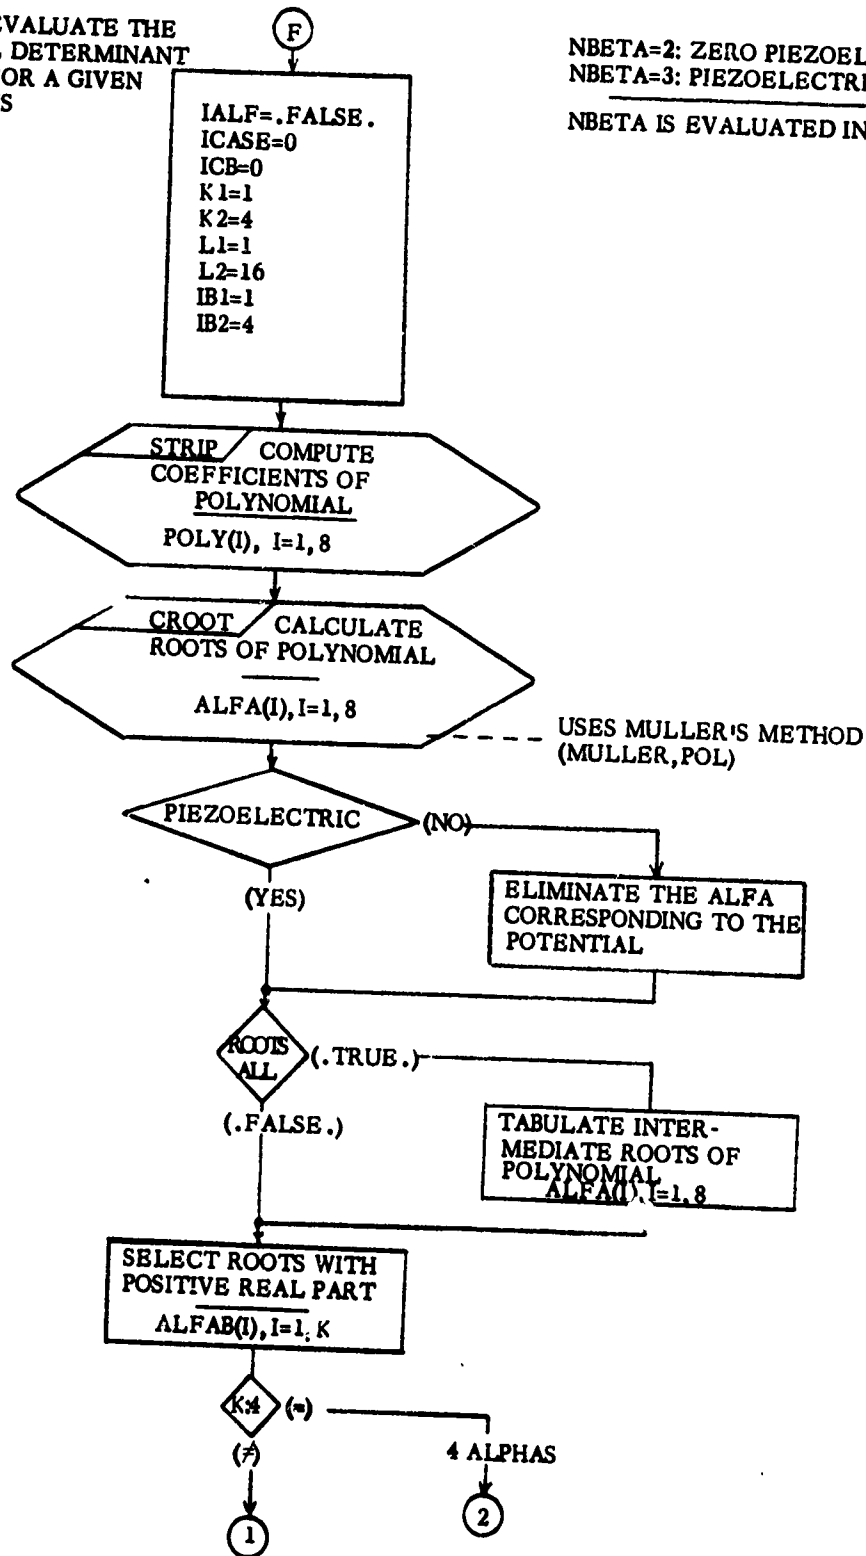 EVALUATE THE
DETERMINANT
OR A GIVEN
S
F
NBETA=2: ZERO PIEZOEL
NBETA=3: PIEZOELECTRI
NBETA IS EVALUATED IN
IALF=.FALSE.
ICASE=0
ICB=0
K1=1
K2=4
L1=1
L2=16
IB1=1
IB2=4
STRIP COMPUTE
COEFFICIENTS OF
POLYNOMIAL
POLY(I), I=1, 8
CROOT CALCULATE
ROOTS OF POLYNOMIAL
ALFA(I), I=1, 8
USES MULLER'S METHOD
(MULLER, POL)
PIEZOELECTRIC
(NO)
(YES)
ELIMINATE THE ALFA
CORRESPONDING TO THE
POTENTIAL
ROOTS
ALL
(.TRUE.)
(.FALSE.)
TABULATE INTER-
MEDIATE ROOTS OF
POLYNOMIAL
ALFA(I), I=1, 8
SELECT ROOTS WITH
POSITIVE REAL PART
ALFAB(I), I=1, K
K:4
(=)
(≠)
4 ALPHAS
1
2